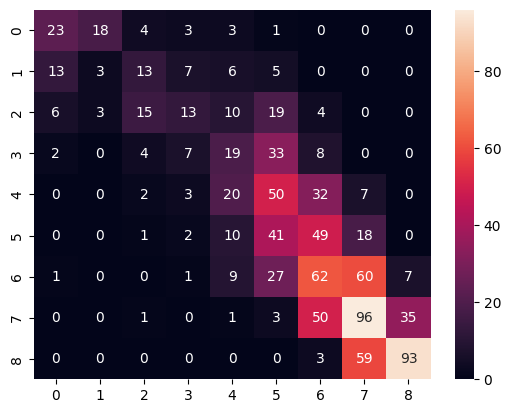 0 23 18 4 3 3 1 0 0 0
1 13 3 13 7 6 5 0 0 0
2 6 3 15 13 10 19 4 0 0
3 2 0 4 7 19 33 8 0 0
4 0 0 2 3 20 50 32 7 0
5 0 0 1 2 10 41 49 18 0
6 1 0 0 1 9 27 62 60 7
7 0 0 1 0 1 3 50 96 35
8 0 0 0 0 0 0 3 59 93
0 1 2 3 4 5 6 7 8
80
60
40
20
0